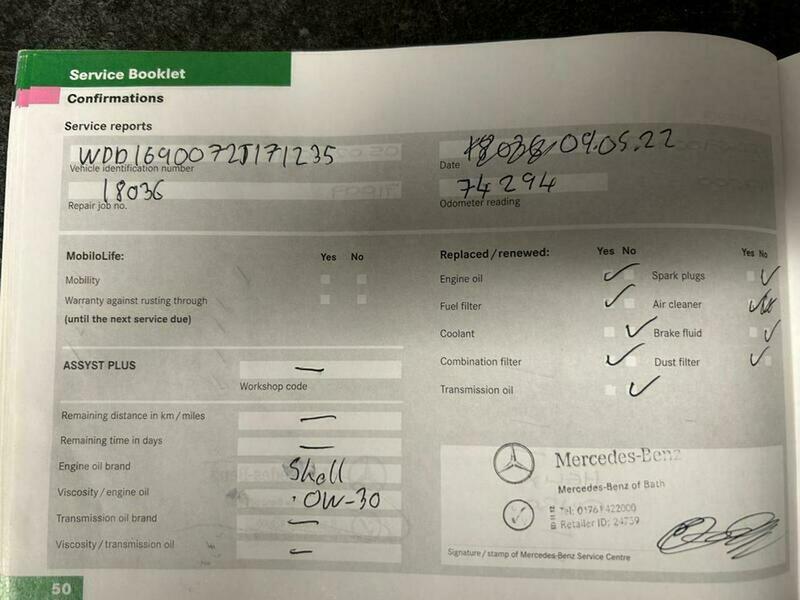 Service Booklet
Confirmations
Service reports
WDD1690072J171235
Vehicle identification number
18036
Repair job no.
09.05.22
Date
74294
Odometer reading
MobiloLife: Yes No
Mobility
Warranty against rusting through
(until the next service due)
ASSYST PLUS
Workshop code
Remaining distance in km/miles
Remaining time in days
Engine oil brand Shell
Viscosity/engine oil 0W-30
Transmission oil brand
Viscosity/transmission oil
Replaced/renewed: Yes No Yes No
Engine oil Spark plugs
Fuel filter Air cleaner
Coolant Brake fluid
Combination filter Dust filter
Transmission oil
Mercedes-Benz
Mercedes-Benz of Bath
Tel: 01761 422000
Retailer ID: 24739
Signature/stamp of Mercedes-Benz Service Centre
50